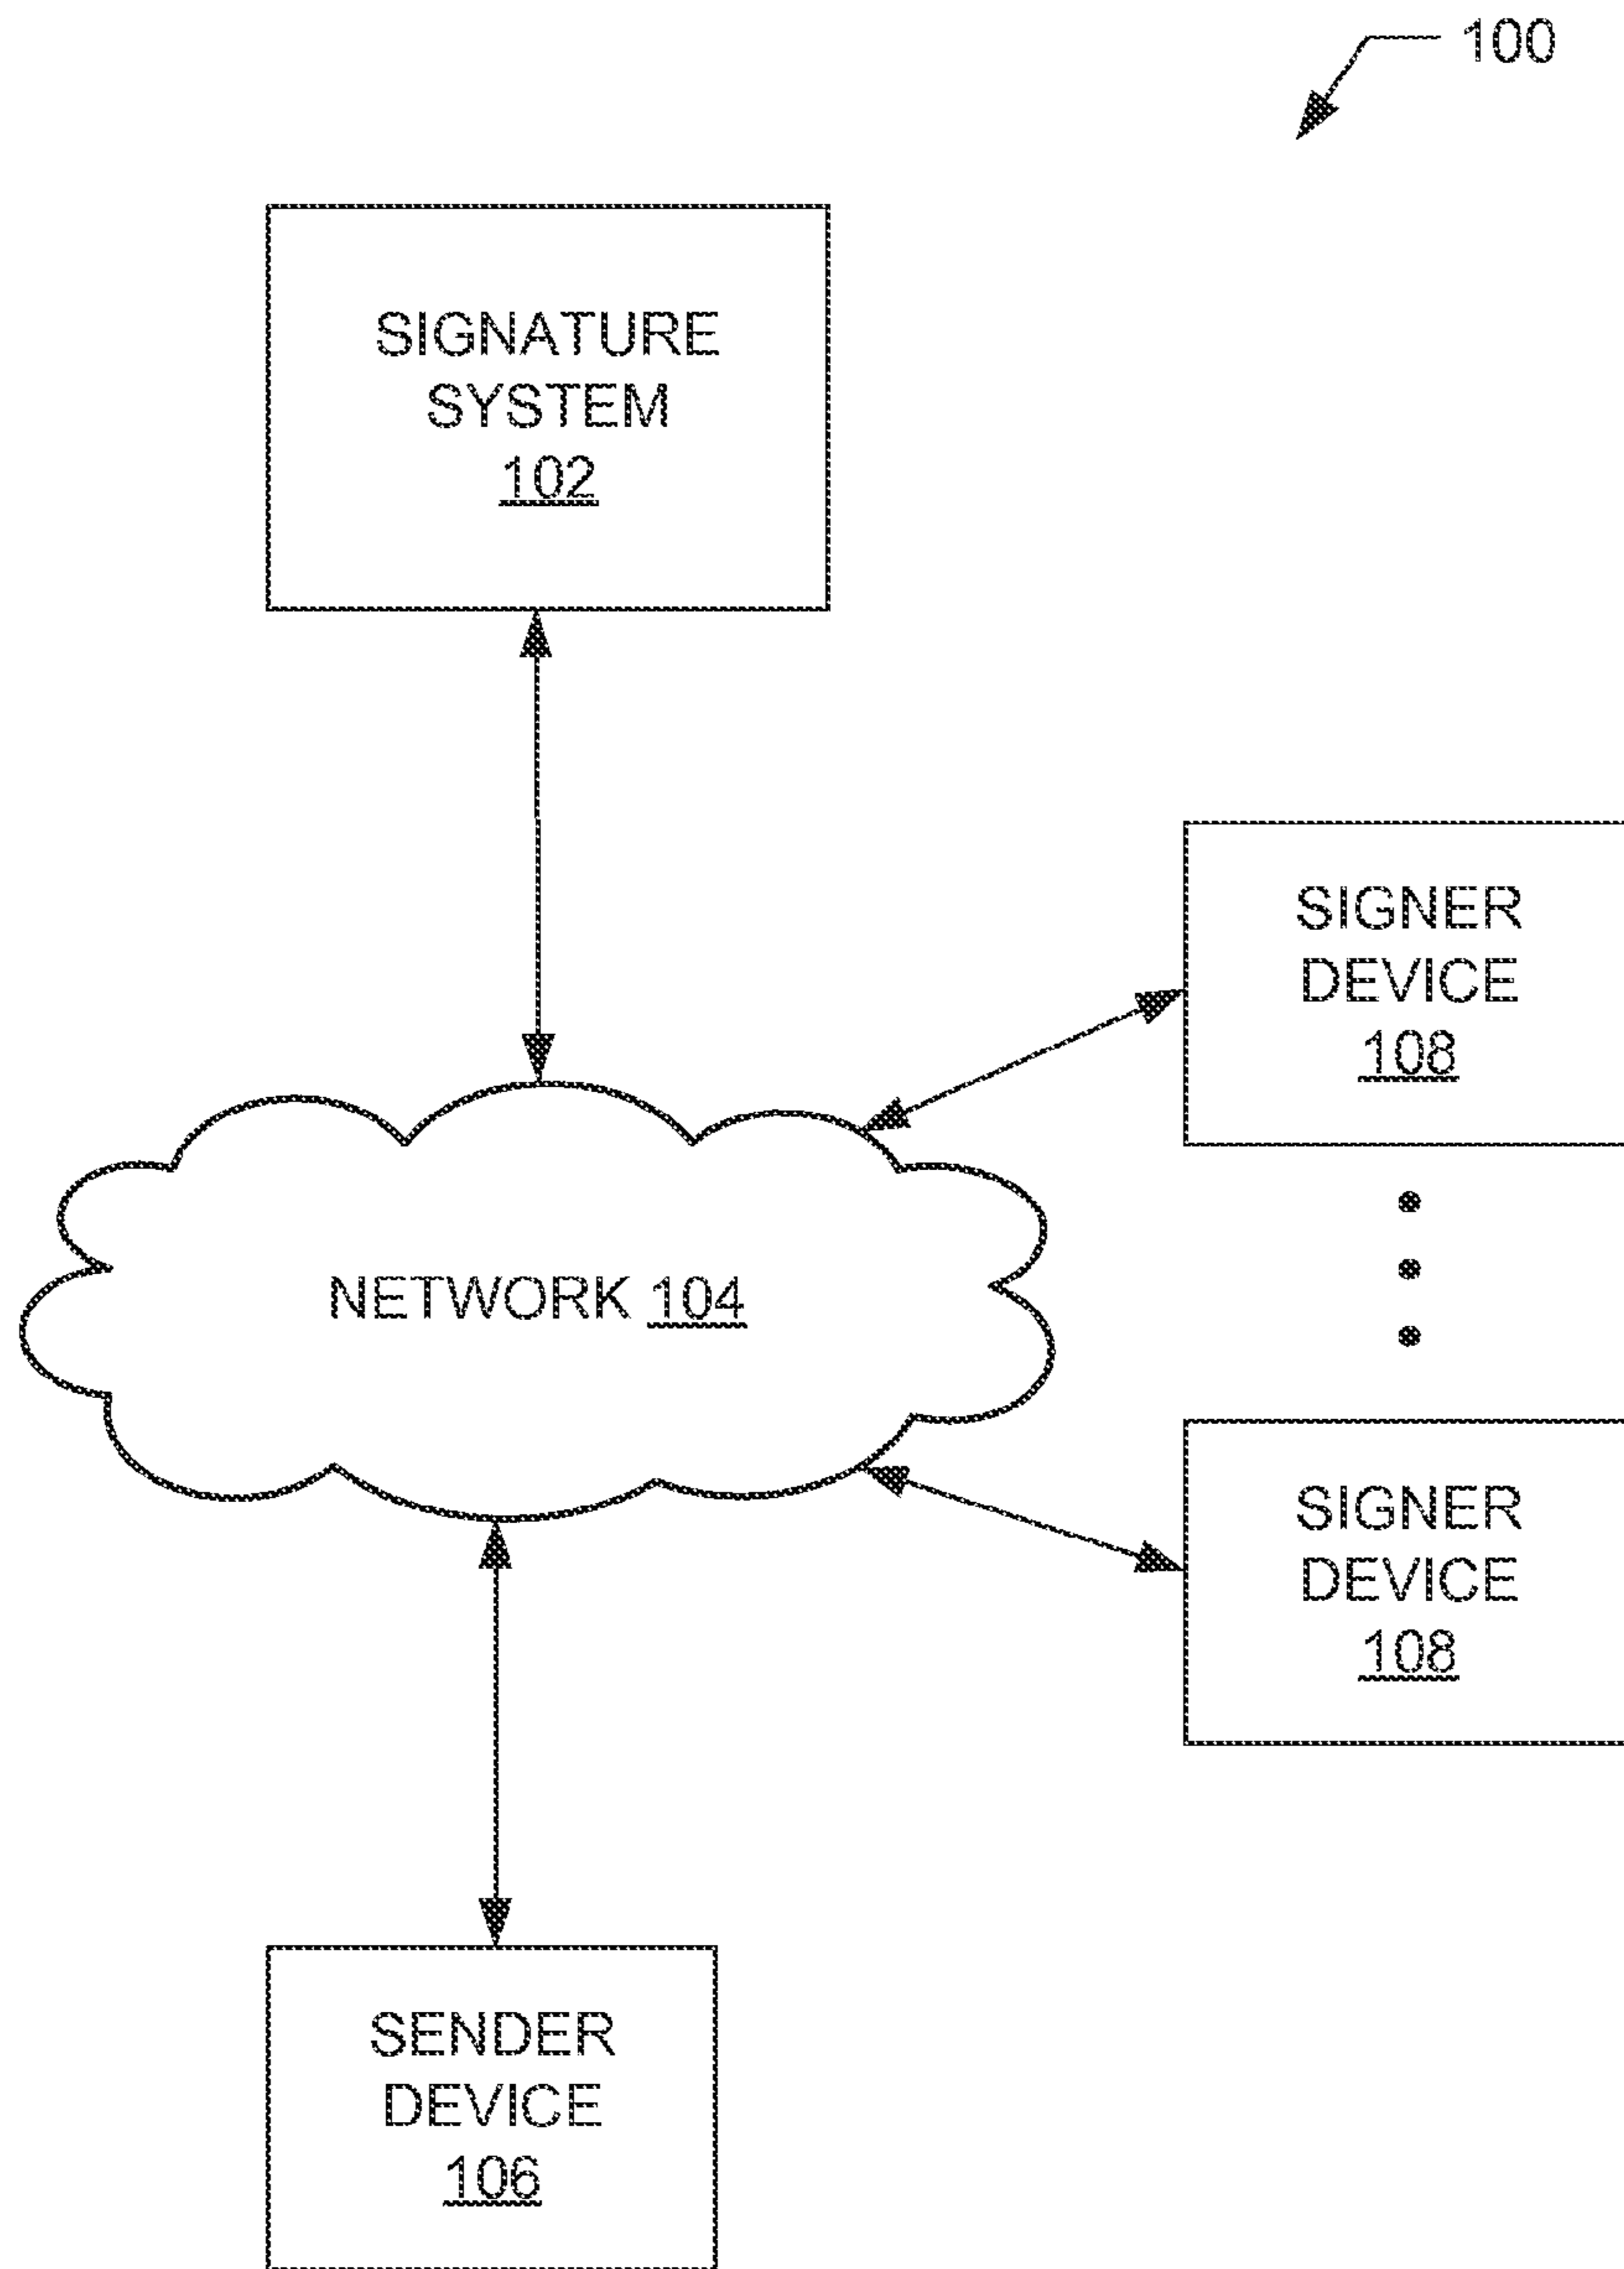 100
SIGNATURE
SYSTEM
102
SIGNER
DEVICE
108
NETWORK 104
SIGNER
DEVICE
108
SENDER
DEVICE
106